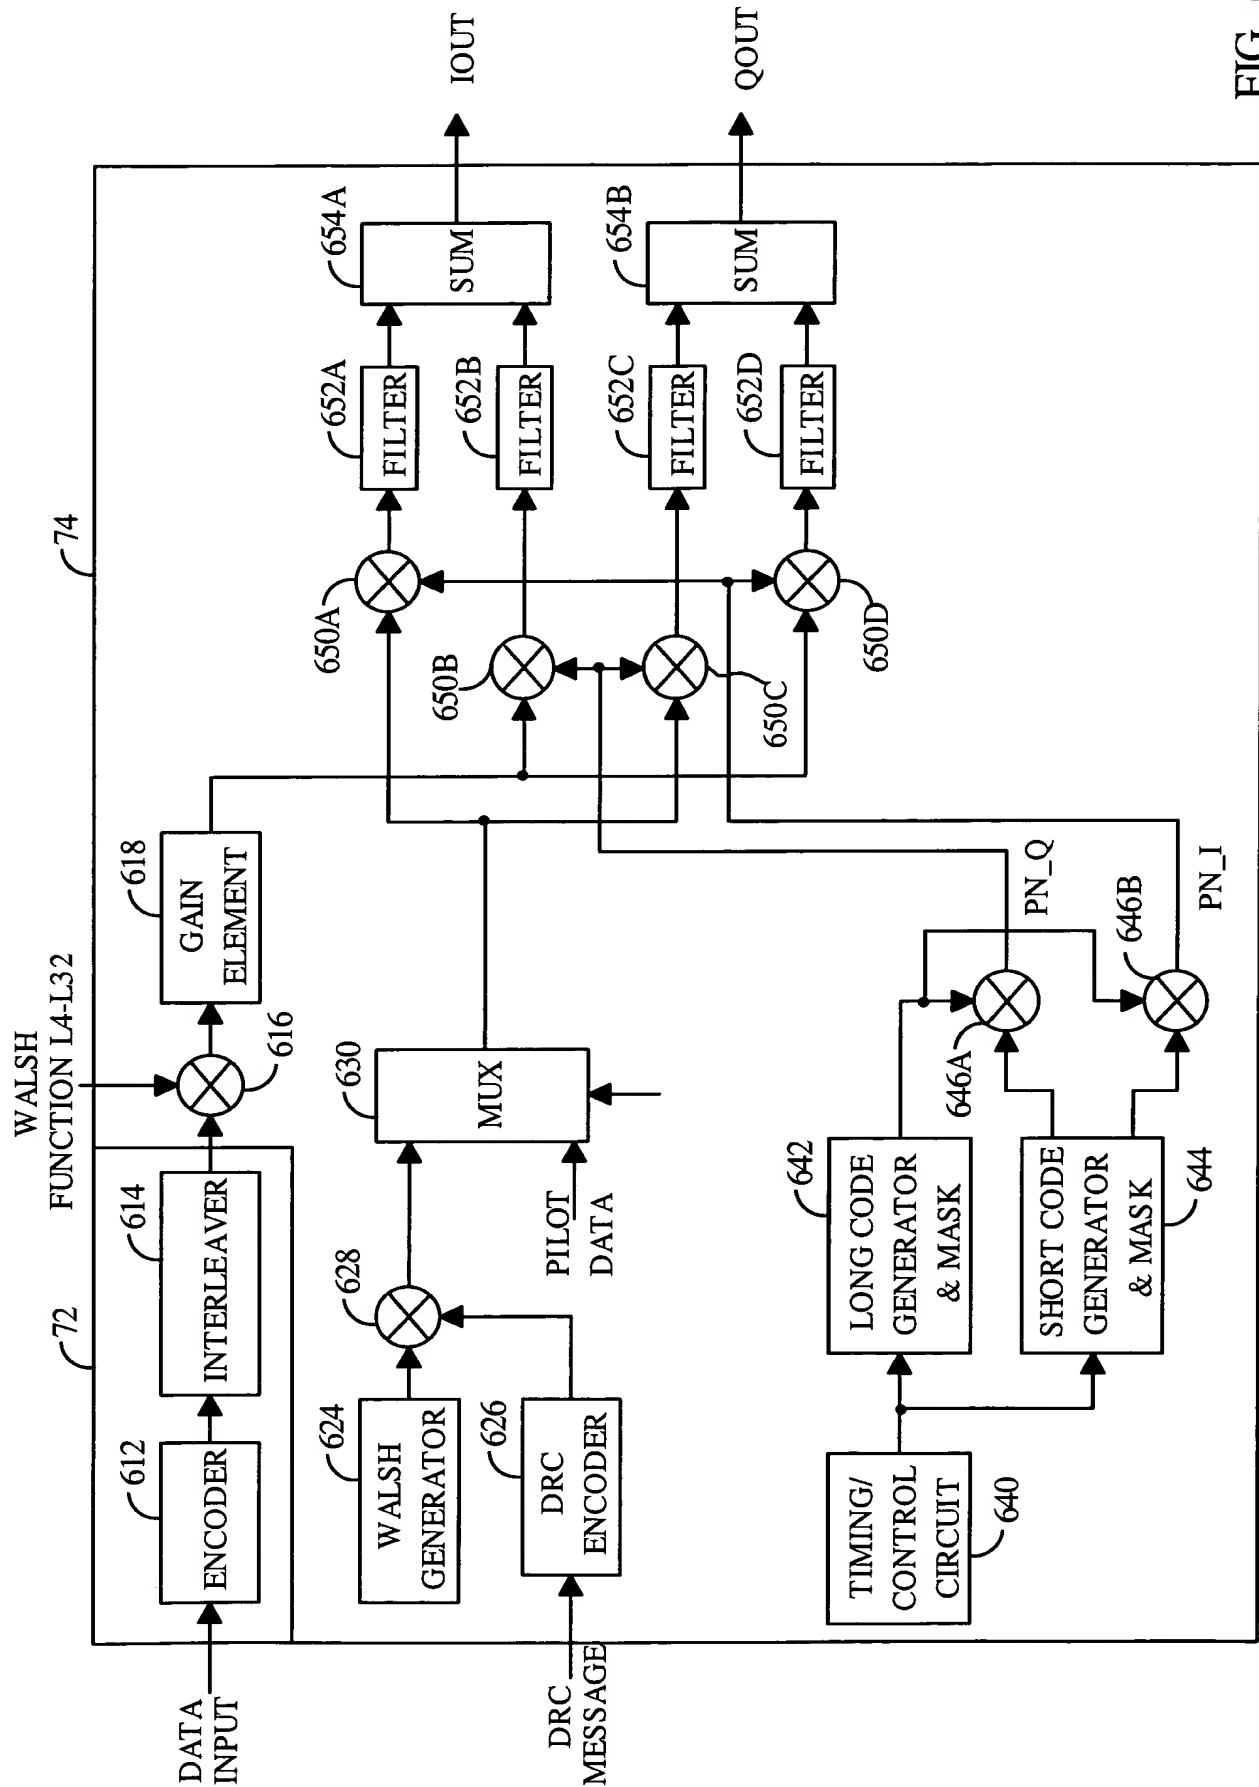 72
74
WALSH
FUNCTION L4-L32
DATA
INPUT
612
ENCODER
614
INTERLEAVER
616
618
GAIN
ELEMENT
624
WALSH
GENERATOR
628
DRC
MESSAGE
626
DRC
ENCODER
PILOT
DATA
630
MUX
650A
650B
650C
650D
652A
FILTER
652B
FILTER
652C
FILTER
652D
FILTER
654A
SUM
654B
SUM
IOUT
QOUT
TIMING/
CONTROL
CIRCUIT
640
642
LONG CODE
GENERATOR
& MASK
SHORT CODE
GENERATOR
& MASK
644
646A
646B
PN_Q
PN_I
FIG